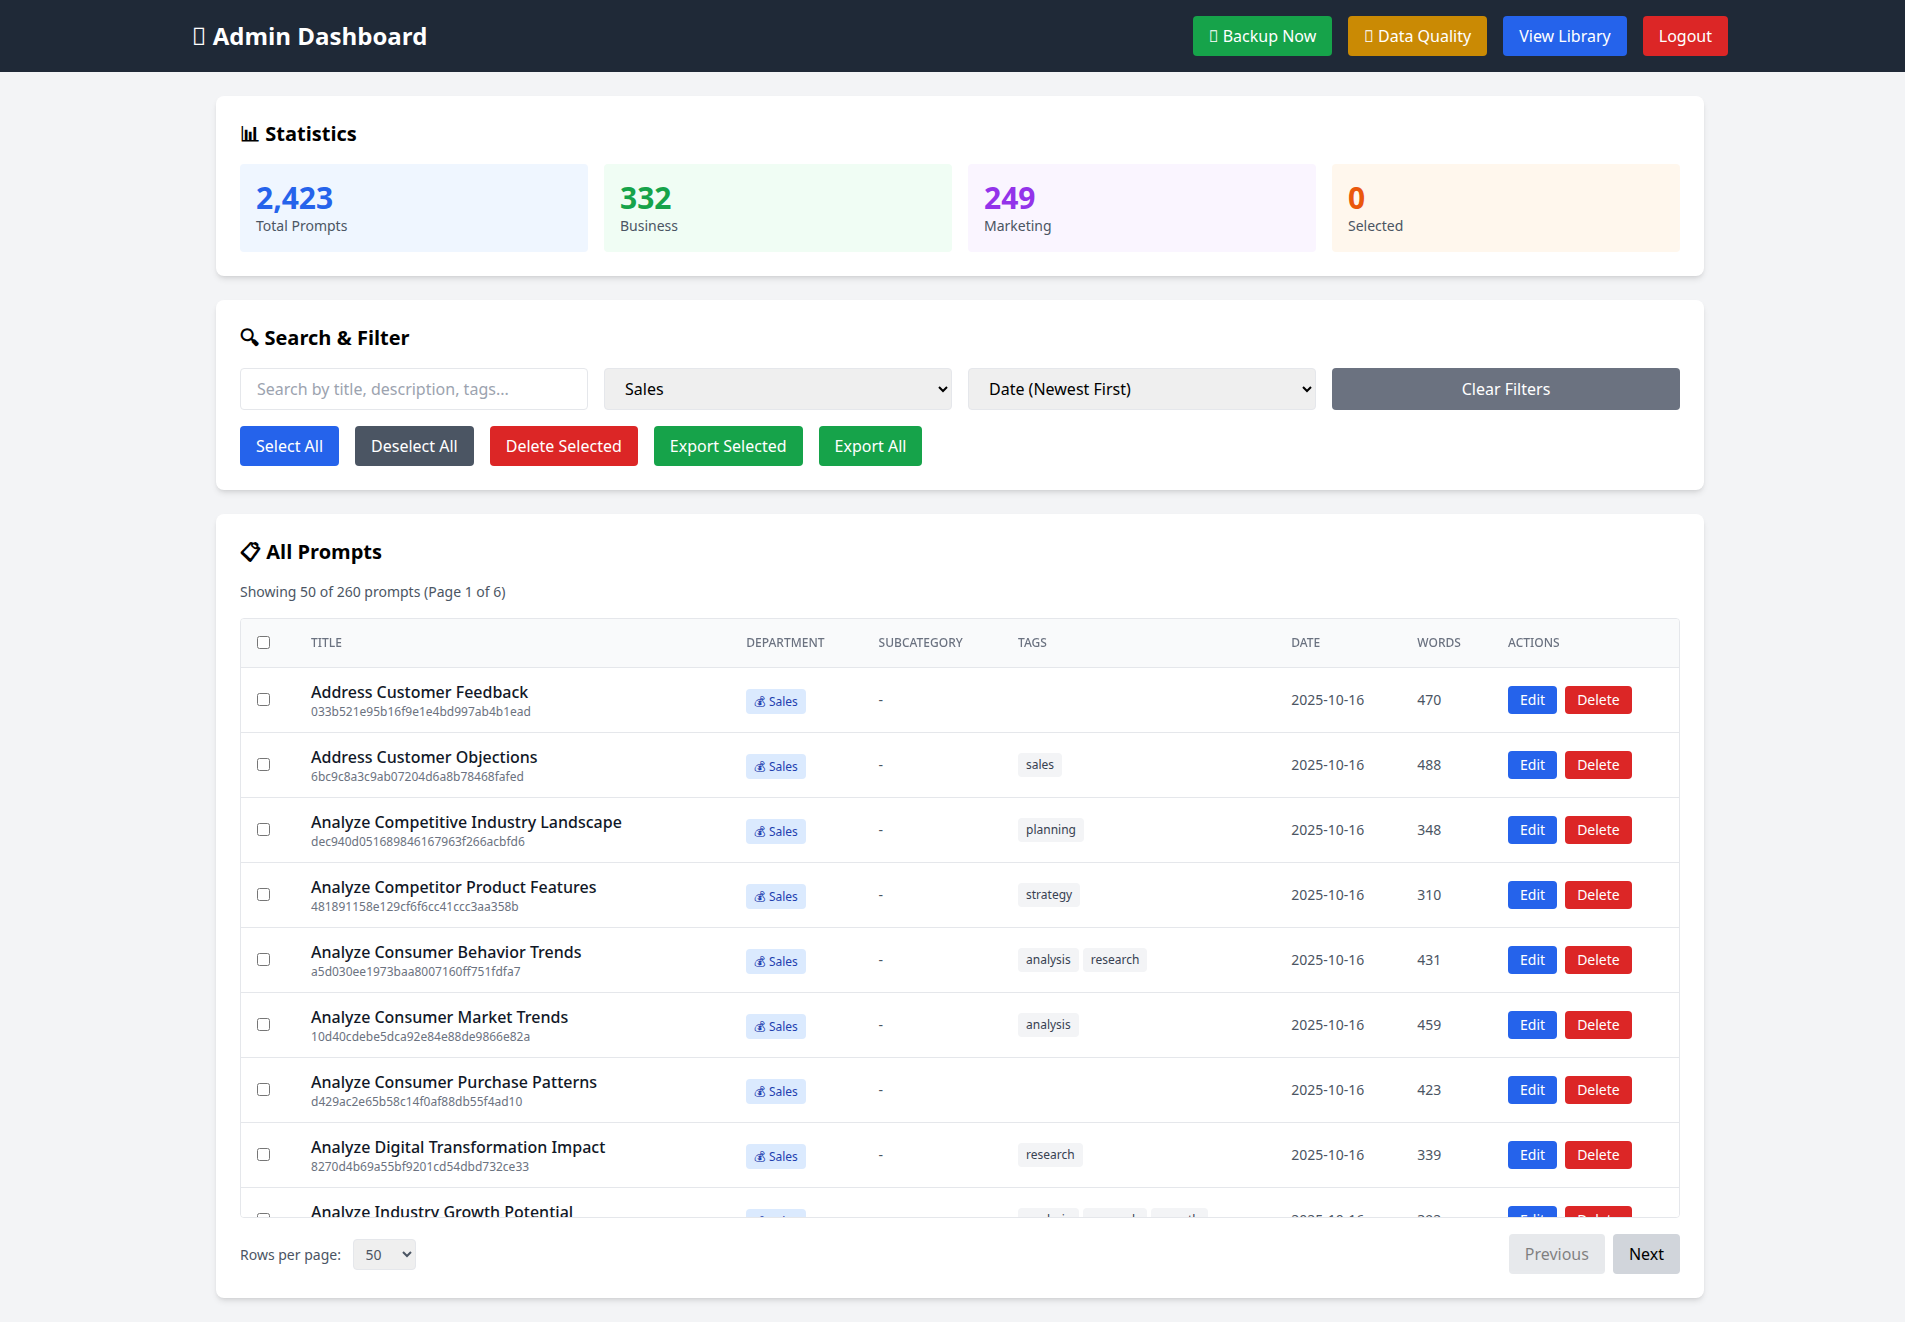 Admin Dashboard
Backup Now
Data Quality
View Library
Logout
Statistics
2,423
Total Prompts
332
Business
249
Marketing
0
Selected
Search & Filter
Search by title, description, tags...
Sales
Date (Newest First)
Clear Filters
Select All
Deselect All
Delete Selected
Export Selected
Export All
All Prompts
Showing 50 of 260 prompts (Page 1 of 6)
TITLE DEPARTMENT SUBCATEGORY TAGS DATE WORDS ACTIONS
Address Customer Feedback
033b521e95b16f9e1e4bd997ab4b1ead
Sales - 2025-10-16 470 Edit Delete
Address Customer Objections
6bc9c8a3c9ab07204d6a8b78468fafed
Sales - sales 2025-10-16 488 Edit Delete
Analyze Competitive Industry Landscape
dec940d051689846167963f266acbfd6
Sales - planning 2025-10-16 348 Edit Delete
Analyze Competitor Product Features
481891158e129cf6f6cc41ccc3aa358b
Sales - strategy 2025-10-16 310 Edit Delete
Analyze Consumer Behavior Trends
a5d030ee1973baa8007160ff751fdfa7
Sales - analysis research 2025-10-16 431 Edit Delete
Analyze Consumer Market Trends
10d40cdebe5dca92e84e88de9866e82a
Sales - analysis 2025-10-16 459 Edit Delete
Analyze Consumer Purchase Patterns
d429ac2e65b58c14f0af88db55f4ad10
Sales - 2025-10-16 423 Edit Delete
Analyze Digital Transformation Impact
8270d4b69a55bf9201cd54dbd732ce33
Sales - research 2025-10-16 339 Edit Delete
Analyze Industry Growth Potential
Rows per page: 50
Previous
Next